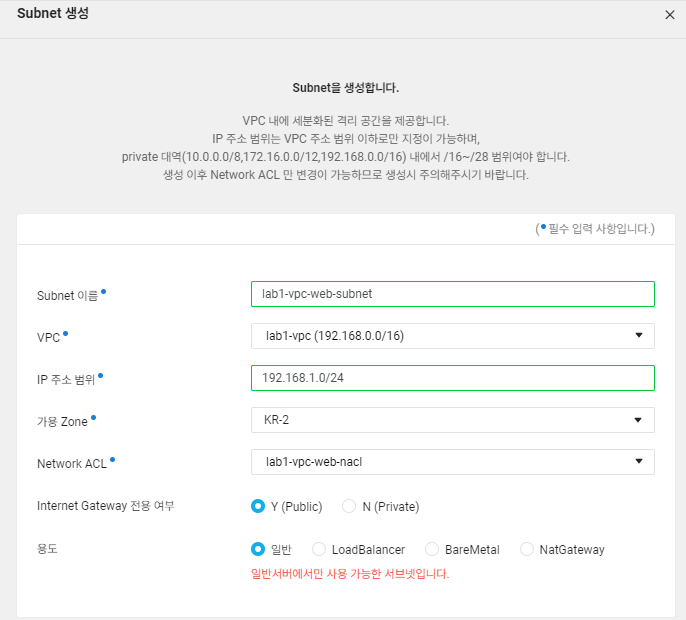 Subnet 생성
Subnet을 생성합니다.
VPC 내에 세분화된 격리 공간을 제공합니다.
IP 주소 범위는 VPC 주소 범위 이하로만 지정이 가능하며,
private 대역(10.0.0.0/8,172.16.0.0/12,192.168.0.0/16) 내에서 /16~/28 범위여야 합니다.
생성 이후 Network ACL 만 변경이 가능하므로 생성시 주의해주시기 바랍니다.
(• 필수 입력 사항입니다.)
Subnet 이름• lab1-vpc-web-subnet
VPC• lab1-vpc (192.168.0.0/16)
IP 주소 범위• 192.168.1.0/24
가용 Zone• KR-2
Network ACL• lab1-vpc-web-nacl
Internet Gateway 전용 여부 Y (Public) N (Private)
용도 일반 LoadBalancer BareMetal NatGateway
일반서버에서만 사용 가능한 서브넷입니다.